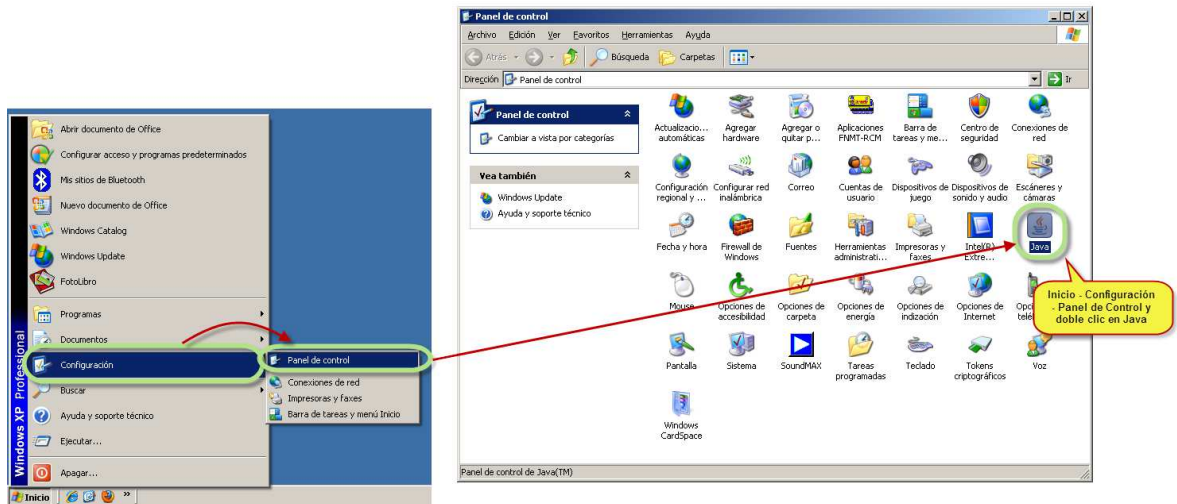 Abrir documento de Office
Configurar acceso y programas predeterminados
Mis sitios de Bluetooth
Nuevo documento de Office
Windows Catalog
Windows Update
FotoLibro
Programas
Documentos
Configuración
Buscar
Ayuda y soporte técnico
Ejecutar...
Apagar...
Windows XP Professional
Inicio
»
Panel de control
Conexiones de red
Impresoras y faxes
Barra de tareas y menú Inicio
Panel de control
Archivo Edición Ver Favoritos Herramientas Ayuda
Atrás Búsqueda Carpetas
Dirección Panel de control Ir
Panel de control
Cambiar a vista por categorías
Vea también
Windows Update
Ayuda y soporte técnico
Actualizacio... Agregar Agregar o Aplicaciones Barra de Centro de Conexiones de
automáticas hardware quitar p... FNMT-RCM tareas y me... seguridad red
Configuración Configurar red Correo Cuentas de Dispositivos de Dispositivos de Escáneres y
regional y ... inalámbrica usuario juego sonido y audio cámaras
Fecha y hora Firewall de Fuentes Herramientas Impresoras y Intel(R) Java
Windows administrati... faxes Extre...
Mouse Opciones de Opciones de Opciones de Opciones de Opciones de
accesibilidad carpeta energía indización Internet
Inicio - Configuración
- Panel de Control y
doble clic en Java
Pantalla Sistema SoundMAX Tareas Teclado Tokens Voz
programadas criptográficos
Windows
CardSpace
Panel de control de Java(TM)